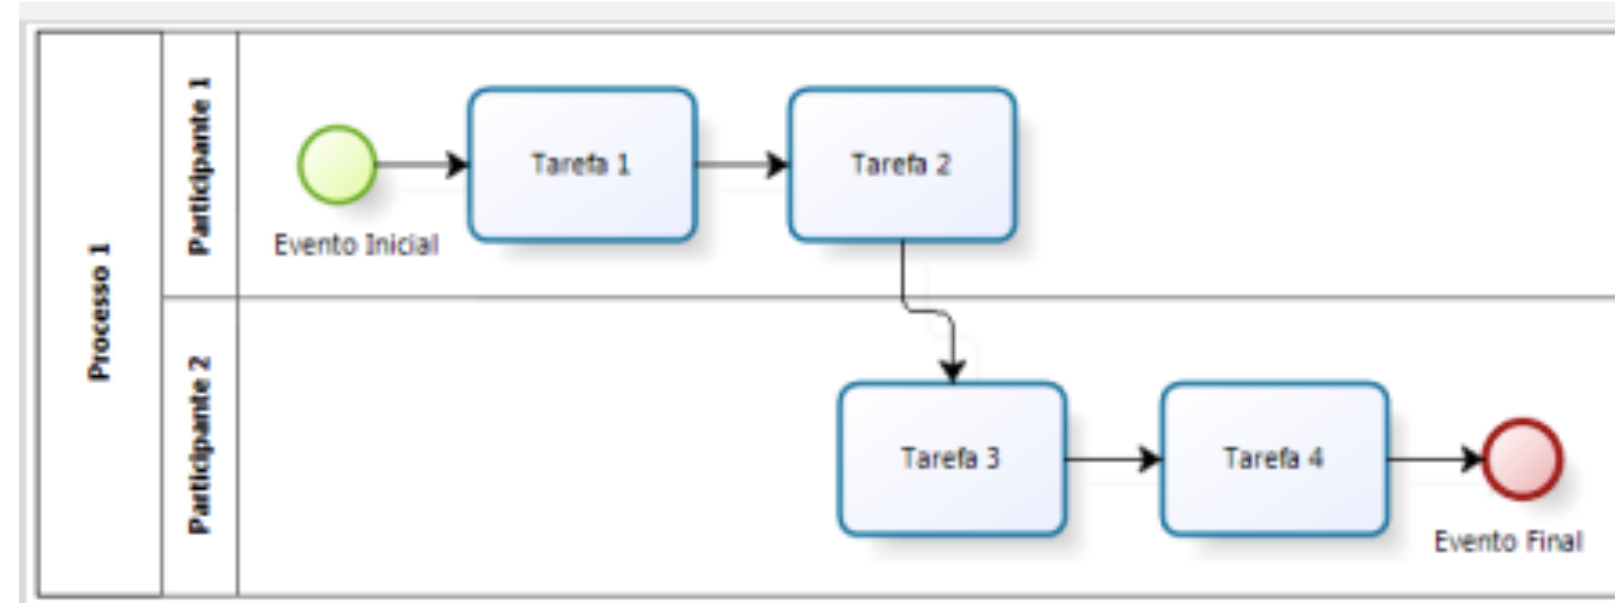 Processo 1
Participante 1
Evento Inicial
Tarefa 1
Tarefa 2
Participante 2
Tarefa 3
Tarefa 4
Evento Final